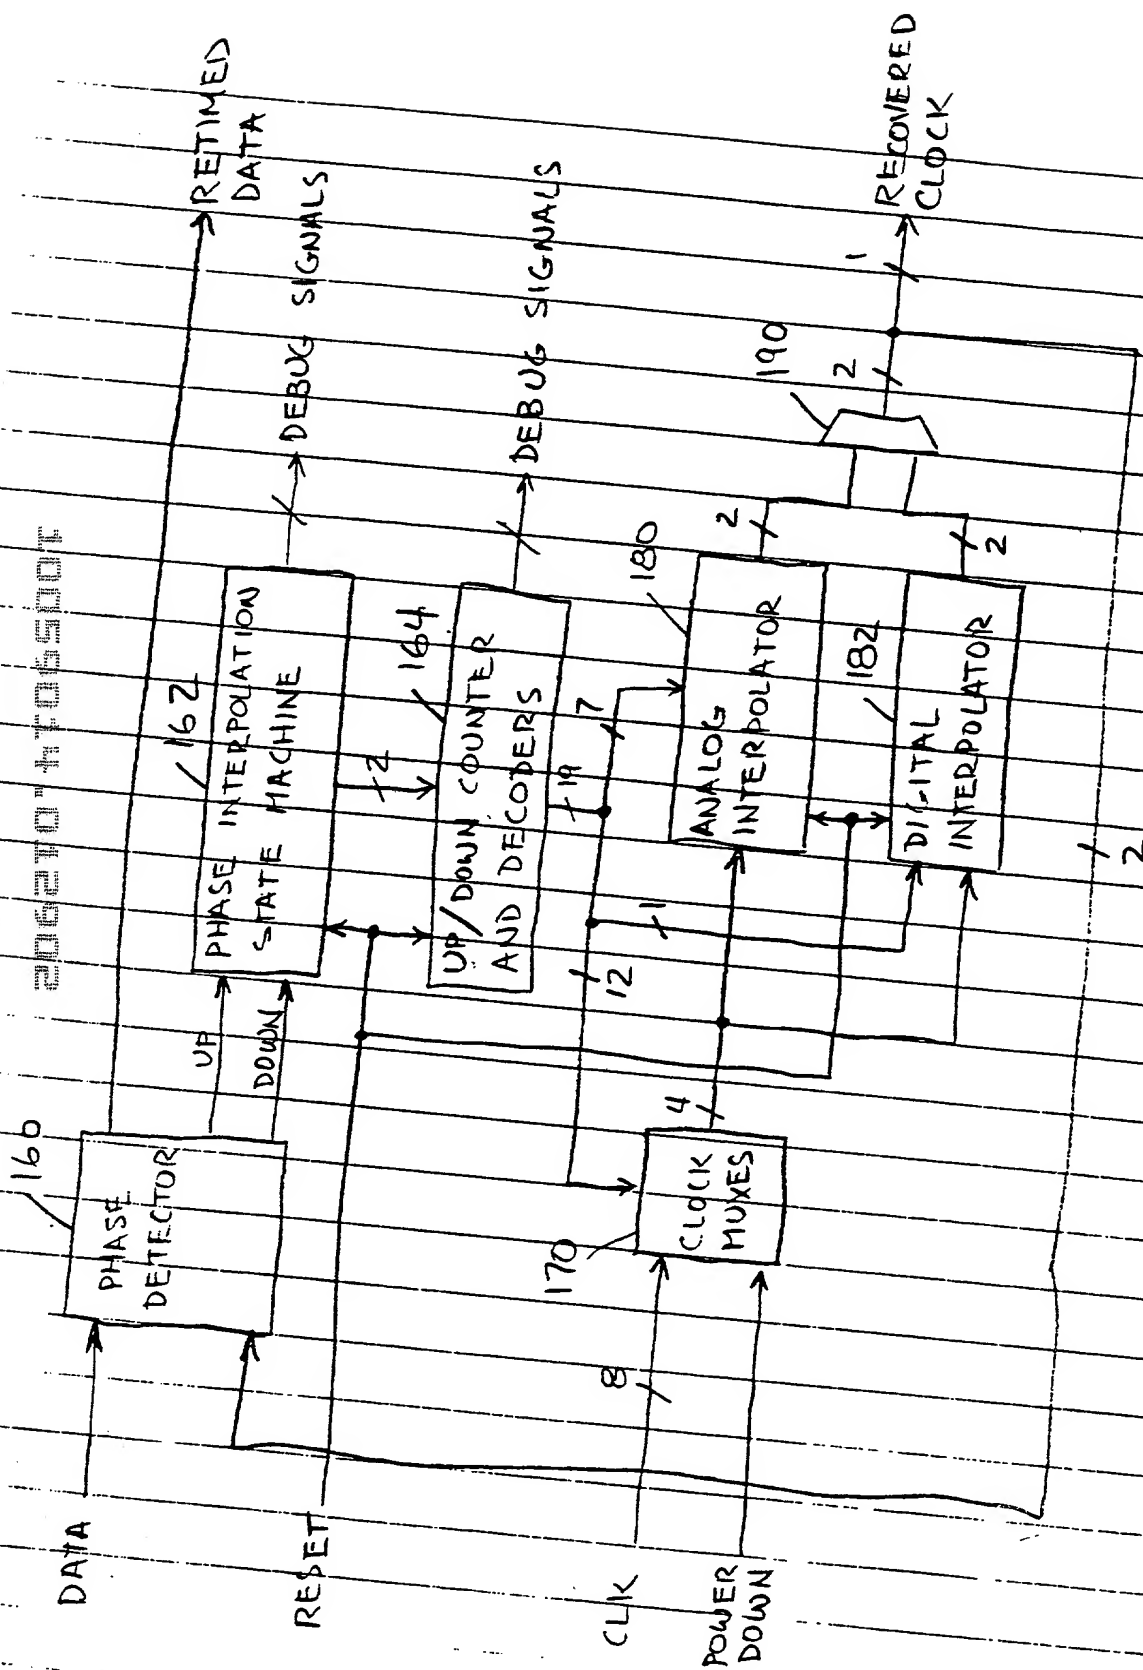 DATA
RESET
CLK
POWER
DOWN
160
PHASE
DETECTOR
UP
DOWN
162
PHASE INTERPOLATION
STATE MACHINE
2
164
UP/DOWN COUNTER
AND DECODERS
19
7
12
1
8
170
CLOCK
MUXES
4
180
ANALOG
INTERPOLATOR
182
DIGITAL
INTERPOLATOR
2
2
190
2
1
2
RETIMED
DATA
DEBUG SIGNALS
DEBUG SIGNALS
RECOVERED
CLOCK